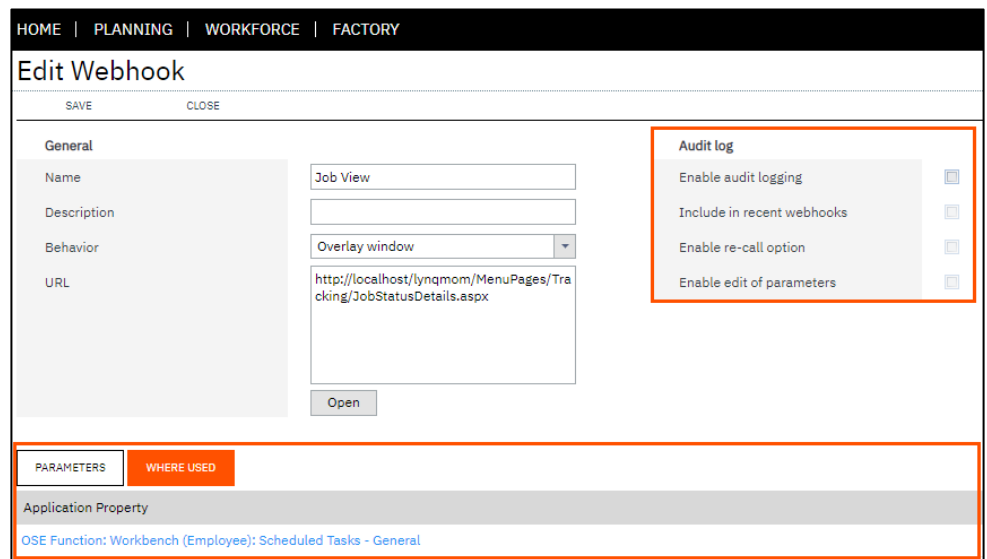 HOME | PLANNING | WORKFORCE | FACTORY
Edit Webhook
SAVE CLOSE
General
Name Job View
Description
Behavior Overlay window
URL http://localhost/lynqmom/MenuPages/Tra
cking/JobStatusDetails.aspx
Open
Audit log
Enable audit logging
Include in recent webhooks
Enable re-call option
Enable edit of parameters
PARAMETERS WHERE USED
Application Property
OSE Function: Workbench (Employee): Scheduled Tasks - General